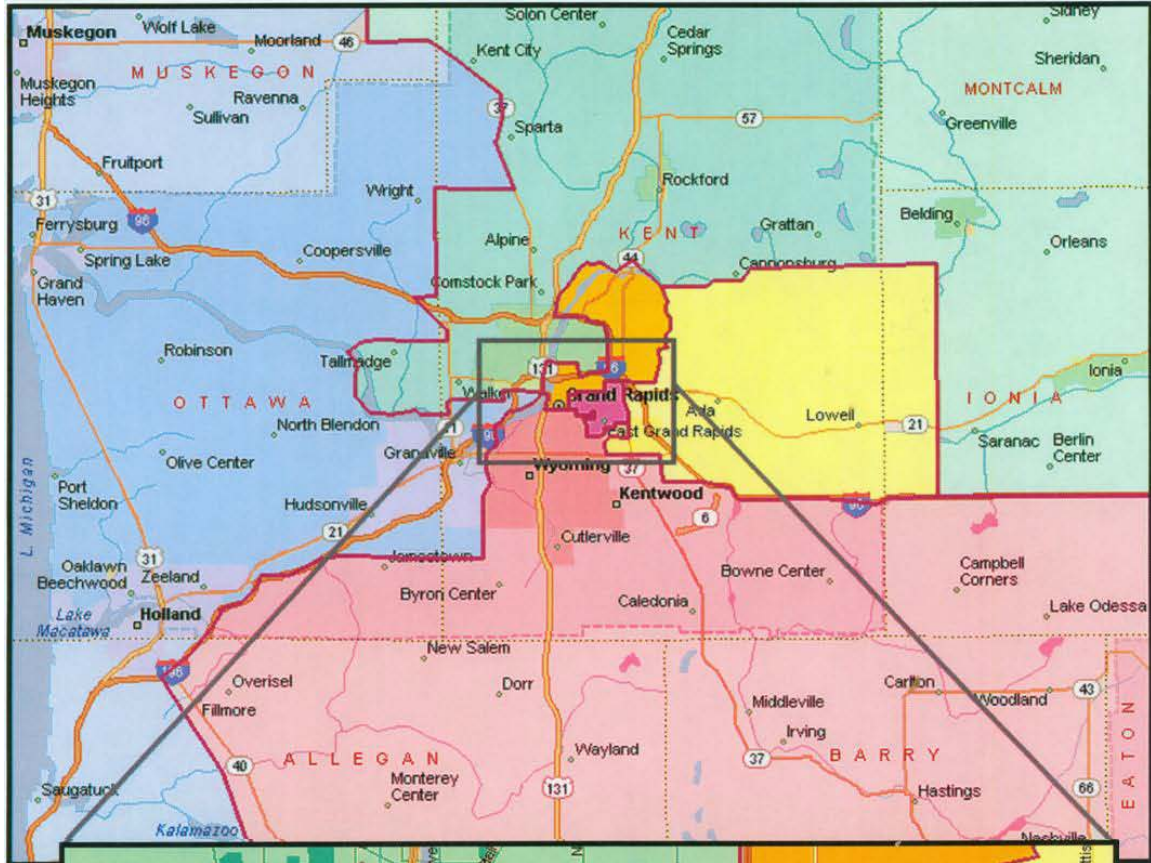 Muskegon
Wolf Lake
Moorland
46
Solon Center
Cedar
Springs
Sidney
Kent City
Sheridan
MUSKEGON
Muskegon
Heights
Ravenna
Sullivan
37
Sparta
57
MONTCALM
Greenville
Fruitport
Wright
Rockford
31
96
Ferrysburg
Spring Lake
Coopersville
Alpine
KENT
Grattan
Belding
Orleans
Grand
Haven
Comstock Park
44
Cannonsburg
Robinson
Tallmadge
131
Walker
Grand Rapids
Ada
Lowell
Ionia
OTTAWA
IONIA
North Blendon
11
East Grand Rapids
21
Saranac
Berlin
Center
Olive Center
Grandville
Wyoming
37
L. Michigan
Port
Sheldon
Hudsonville
Kentwood
96
21
6
31
Cutlerville
Oaklawn
Beechwood
Zeeland
Jamestown
Byron Center
Bowne Center
Campbell
Corners
Lake
Macatawa
Holland
Caledonia
Lake Odessa
196
New Salem
Overisel
Dorr
Middleville
Carlton
Woodland
43
Fillmore
Irving
EATON
ALLEGAN
Wayland
37
BARRY
40
Monterey
Center
131
66
Saugatuck
Hastings
Kalamazoo
Nashville